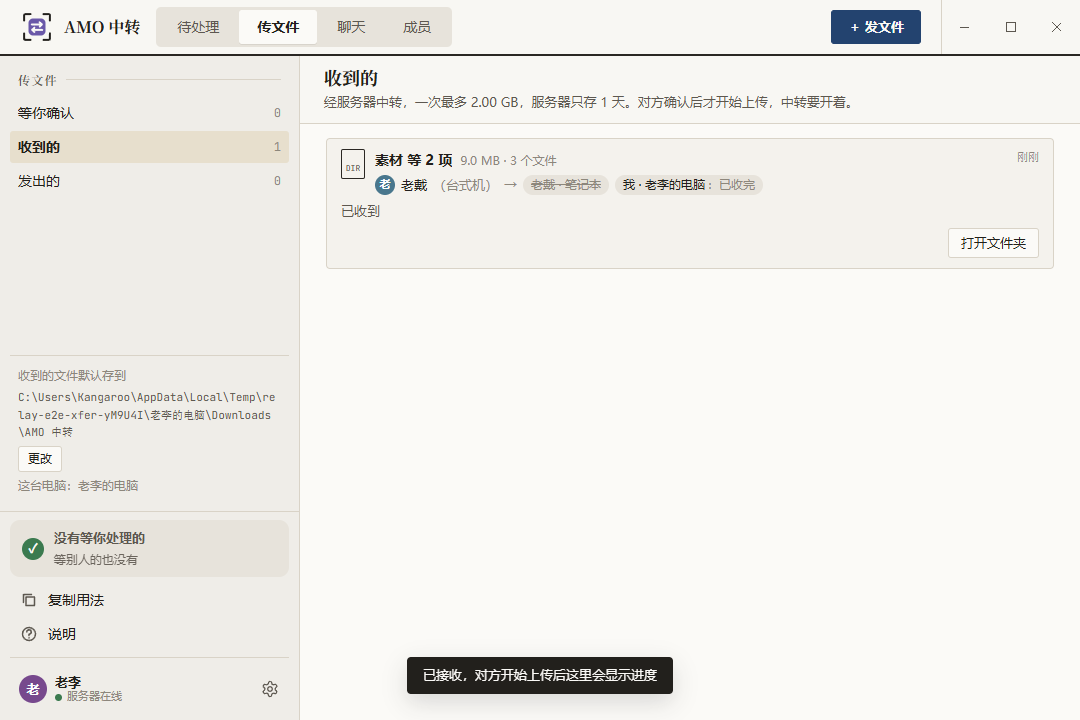 AMO 中转
待处理
传文件
聊天
成员
+ 发文件
传文件
等你确认 0
收到的 1
发出的 0
收到的文件默认存到
C:\Users\Kangaroo\AppData\Local\Temp\re
lay-e2e-xfer-yM9U4I\老李的电脑\Downloads
\AMO 中转
更改
这台电脑: 老李的电脑
没有等你处理的
等别人的也没有
复制用法
说明
老 老李
服务器在线
收到的
经服务器中转，一次最多 2.00 GB，服务器只存 1 天。对方确认后才开始上传，中转要开着。
DIR
素材 等 2 项 9.0 MB · 3 个文件 刚刚
老 老戴 （台式机） → 老戴 · 笔记本 我 · 老李的电脑： 已收完
已收到
打开文件夹
已接收，对方开始上传后这里会显示进度